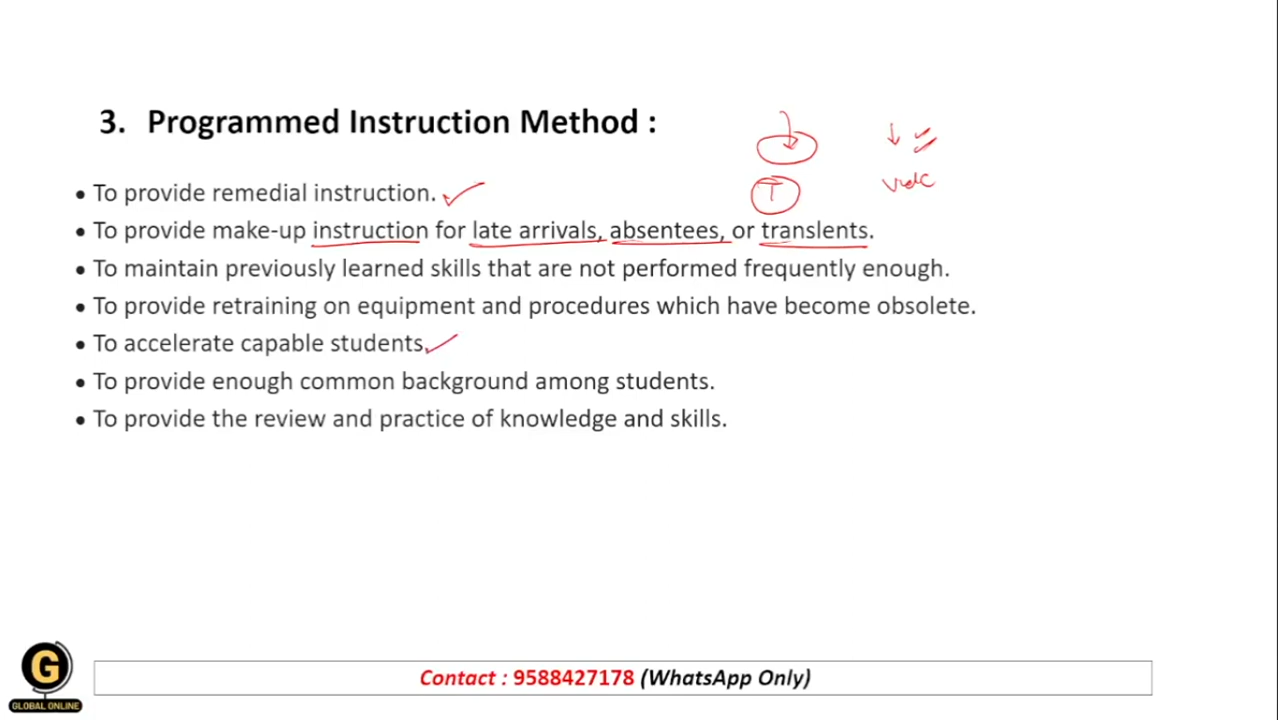 3. Programmed Instruction Method :
• To provide remedial instruction.
T
• To provide make-up instruction for late arrivals, absentees, or translents.
• To maintain previously learned skills that are not performed frequently enough.
• To provide retraining on equipment and procedures which have become obsolete.
• To accelerate capable students.
• To provide enough common background among students.
• To provide the review and practice of knowledge and skills.
G
GLOBAL ONLINE
Contact : 9588427178 (WhatsApp Only)